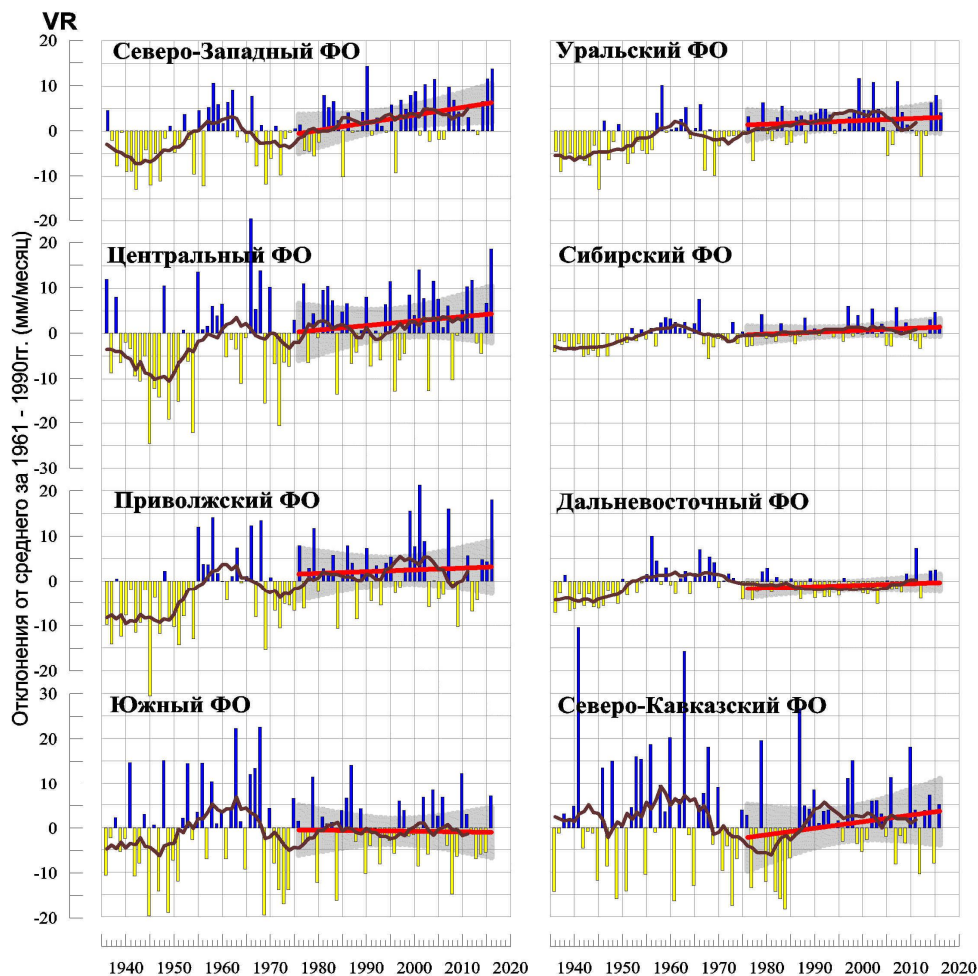 VR
20
Северо-Западный ФО
Уральский ФО
10
0
-10
-20
20
Центральный ФО
Сибирский ФО
10
0
-10
-20
-30
20
Приволжский ФО
Дальневосточный ФО
10
0
-10
-20
30
Южный ФО
Северо-Кавказский ФО
20
10
0
-10
-20
Отклонения от среднего за 1961 - 1990гг. (мм/месяц)
1940 1950 1960 1970 1980 1990 2000 2010 2020
1940 1950 1960 1970 1980 1990 2000 2010 2020